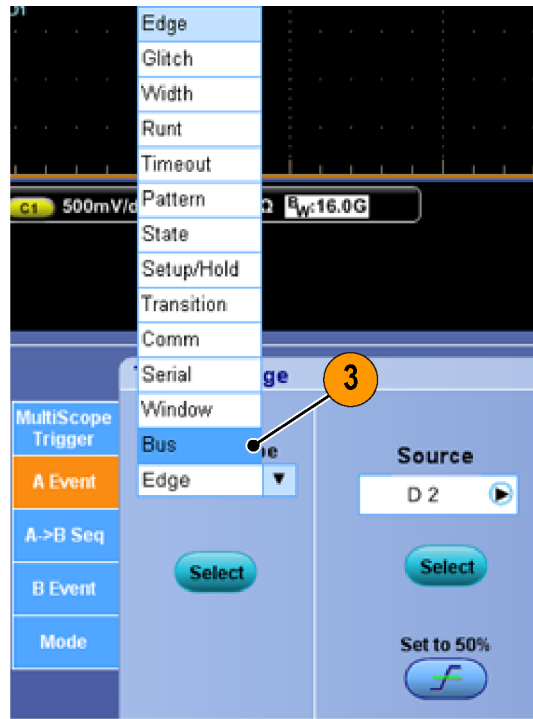 Edge
Glitch
Width
Runt
Timeout
C1 500mV/d Pattern Ω BW:16.0G
State
Setup/Hold
Transition
Comm
Serial ge 3
Window
Bus
Edge
MultiScope
Trigger
A Event
A->B Seq
B Event
Mode
Select
Source
D 2
Select
Set to 50%